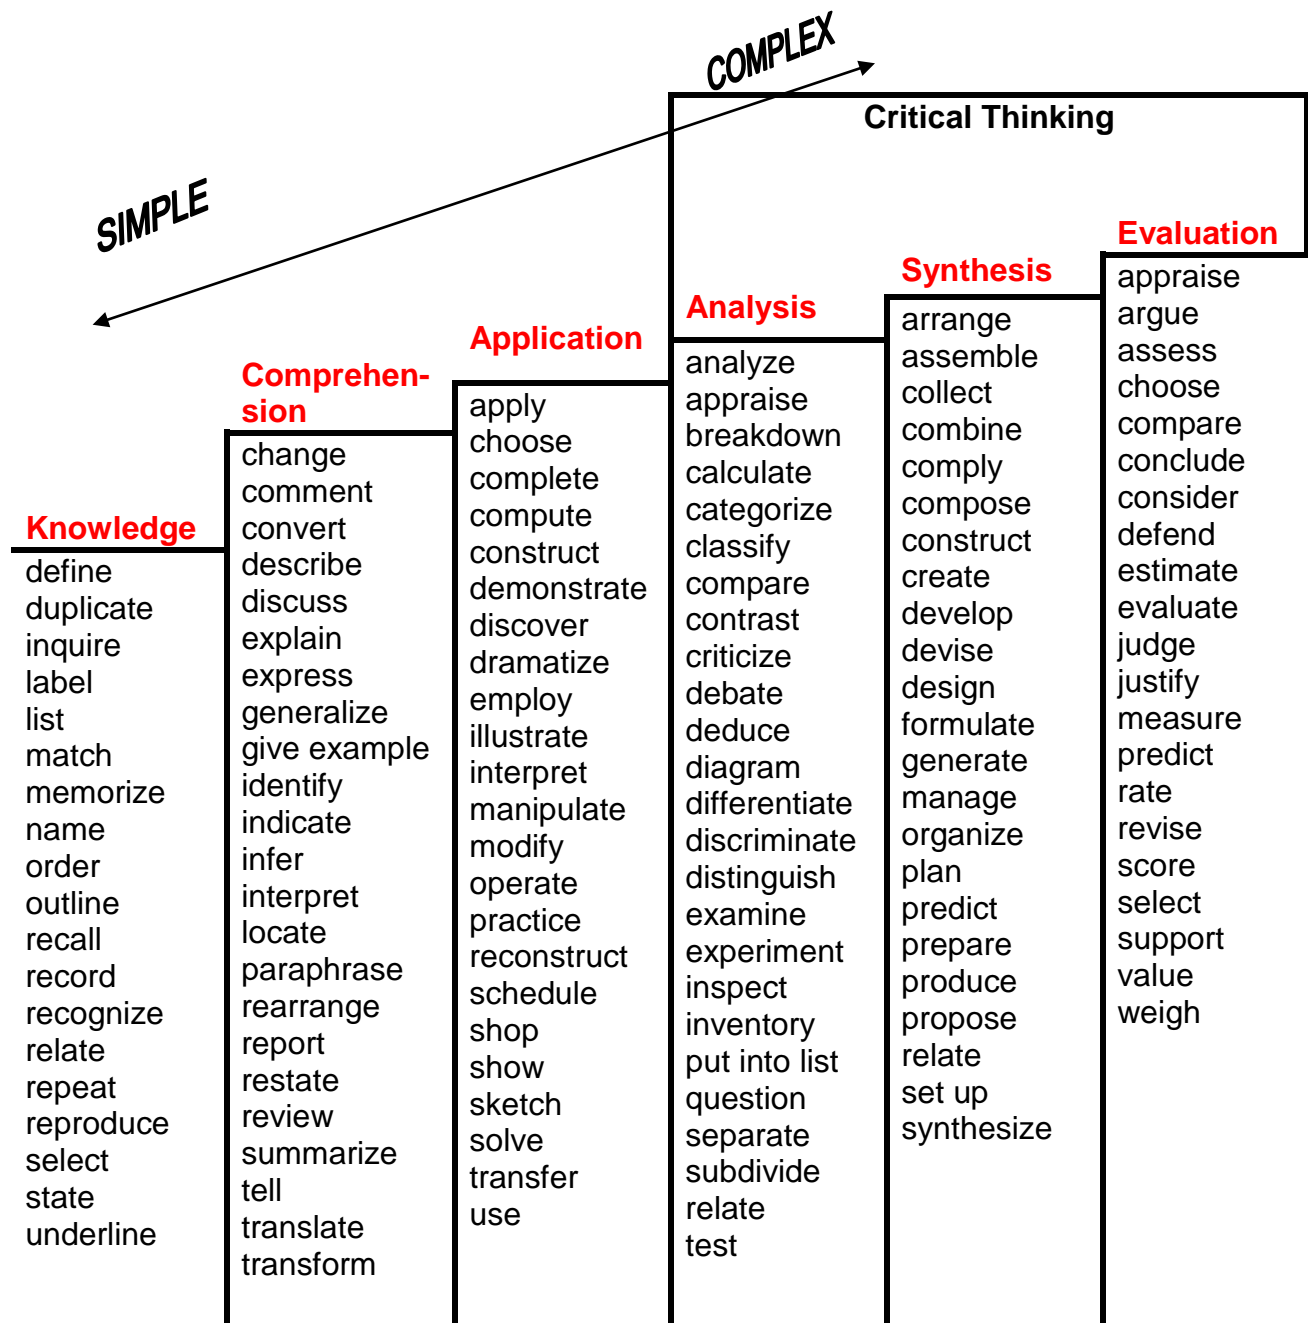 COMPLEX
Critical Thinking
SIMPLE
Knowledge
define
duplicate
inquire
label
list
match
memorize
name
order
outline
recall
record
recognize
relate
repeat
reproduce
select
state
underline
Comprehen-
sion
change
comment
convert
describe
discuss
explain
express
generalize
give example
identify
indicate
infer
interpret
locate
paraphrase
rearrange
report
restate
review
summarize
tell
translate
transform
Application
apply
choose
complete
compute
construct
demonstrate
discover
dramatize
employ
illustrate
interpret
manipulate
modify
operate
practice
reconstruct
schedule
shop
show
sketch
solve
transfer
use
Analysis
analyze
appraise
breakdown
calculate
categorize
classify
compare
contrast
criticize
debate
deduce
diagram
differentiate
discriminate
distinguish
examine
experiment
inspect
inventory
put into list
question
separate
subdivide
relate
test
Synthesis
arrange
assemble
collect
combine
comply
compose
construct
create
develop
devise
design
formulate
generate
manage
organize
plan
predict
prepare
produce
propose
relate
set up
synthesize
Evaluation
appraise
argue
assess
choose
compare
conclude
consider
defend
estimate
evaluate
judge
justify
measure
predict
rate
revise
score
select
support
value
weigh